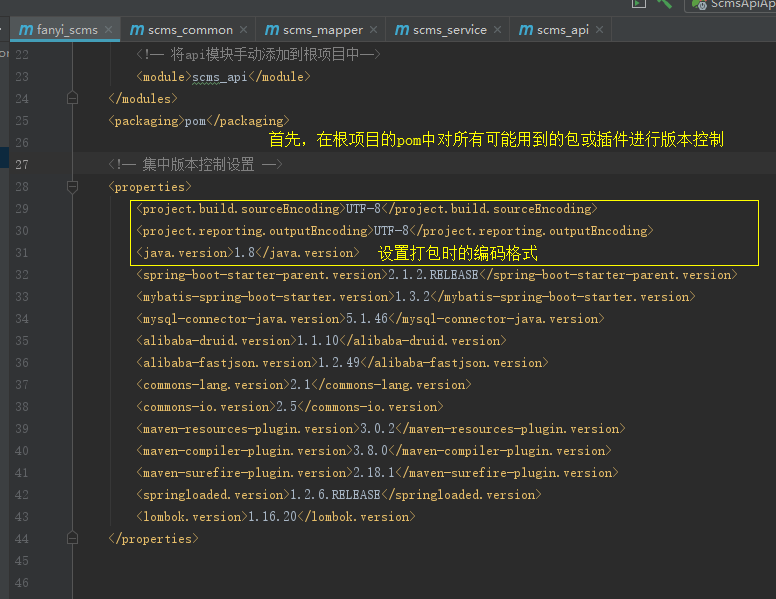 ScmsApiAp
fanyi_scms scms_common scms_mapper scms_service scms_api
22 <!-- 将api模块手动添加到根项目中-->
23 <module>scms_api</module>
24 </modules>
25 <packaging>pom</packaging>
首先，在根项目的pom中对所有可能用到的包或插件进行版本控制
26
27 <!-- 集中版本控制设置 -->
28 <properties>
29 <project.build.sourceEncoding>UTF-8</project.build.sourceEncoding>
30 <project.reporting.outputEncoding>UTF-8</project.reporting.outputEncoding>
31 <java.version>1.8</java.version> 设置打包时的编码格式
32 <spring-boot-starter-parent.version>2.1.2.RELEASE</spring-boot-starter-parent.version>
33 <mybatis-spring-boot-starter.version>1.3.2</mybatis-spring-boot-starter.version>
34 <mysql-connector-java.version>5.1.46</mysql-connector-java.version>
35 <alibaba-druid.version>1.1.10</alibaba-druid.version>
36 <alibaba-fastjson.version>1.2.49</alibaba-fastjson.version>
37 <commons-lang.version>2.1</commons-lang.version>
38 <commons-io.version>2.5</commons-io.version>
39 <maven-resources-plugin.version>3.0.2</maven-resources-plugin.version>
40 <maven-compiler-plugin.version>3.8.0</maven-compiler-plugin.version>
41 <maven-surefire-plugin.version>2.18.1</maven-surefire-plugin.version>
42 <springloaded.version>1.2.6.RELEASE</springloaded.version>
43 <lombok.version>1.16.20</lombok.version>
44 </properties>
45
46